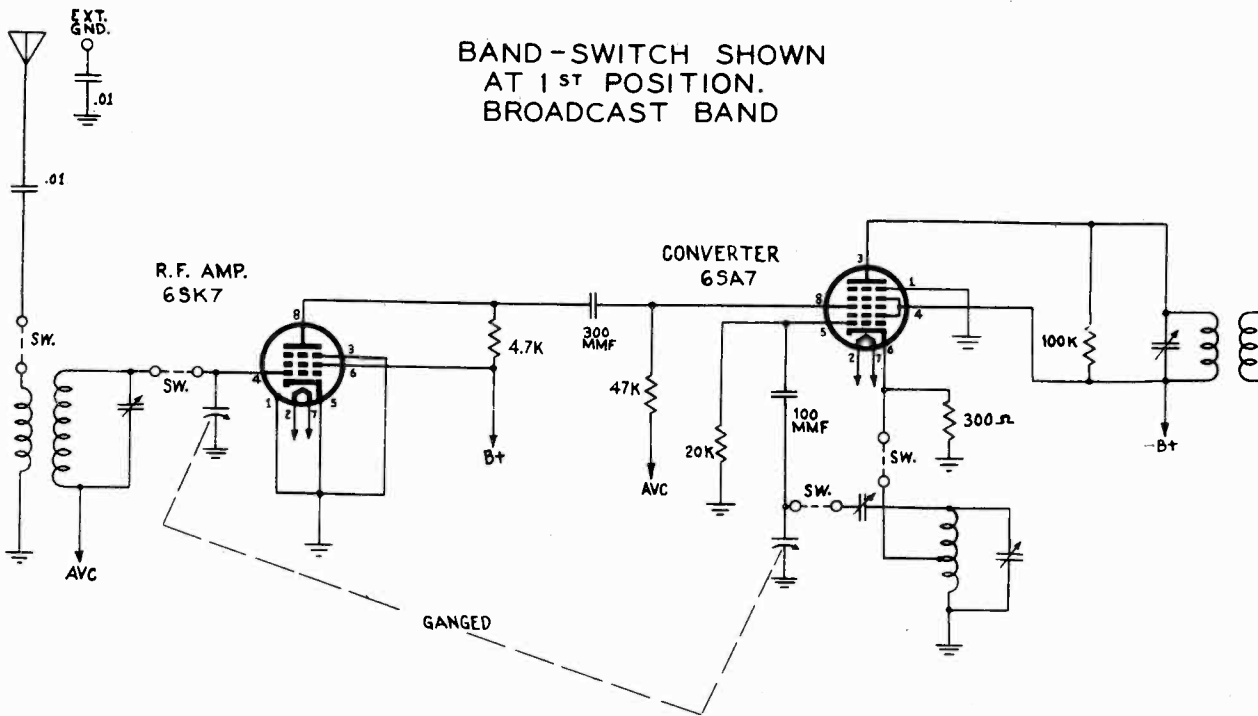 EXT.
GND.
.01
BAND-SWITCH SHOWN
AT 1ST POSITION.
BROADCAST BAND
.01
R.F. AMP.
6SK7
CONVERTER
6SA7
SW.
SW.
8
3
6
4
1
2
7
5
4.7K
B+
300
MMF
47K
AVC
3
1
8
4
5
2
7
6
20K
100
MMF
300Ω
SW.
SW.
100K
B+
AVC
GANGED